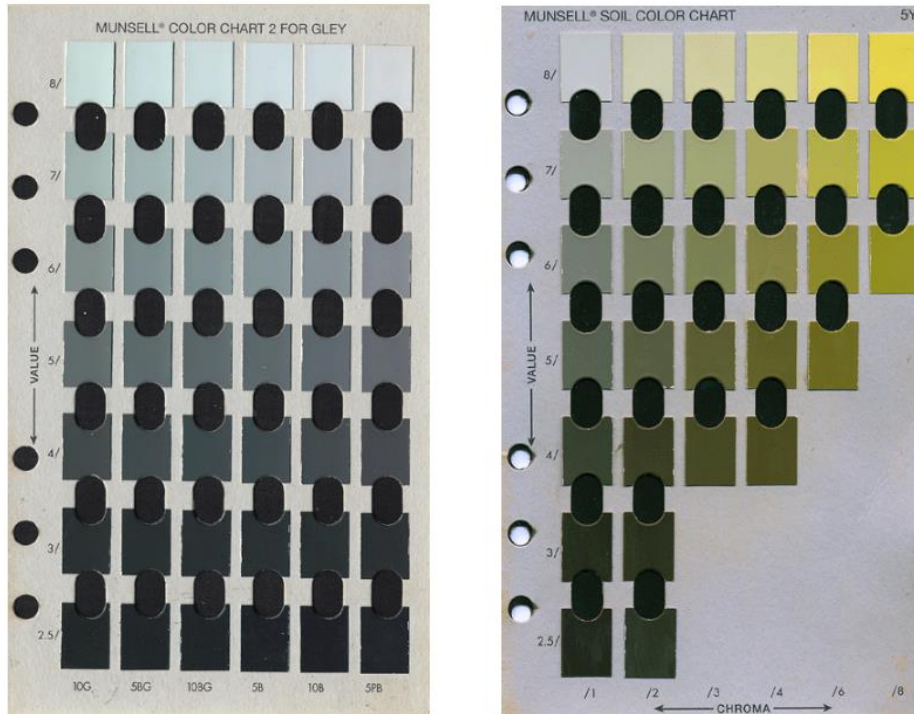 MUNSELL® COLOR CHART 2 FOR GLEY
8/
7/
6/
5/
4/
3/
2.5/
VALUE
10G 5BG 10BG 5B 10B 5PB
MUNSELL® SOIL COLOR CHART 5Y
8/
7/
6/
5/
4/
3/
2.5/
VALUE
/1 /2 /3 /4 /6 /8
CHROMA